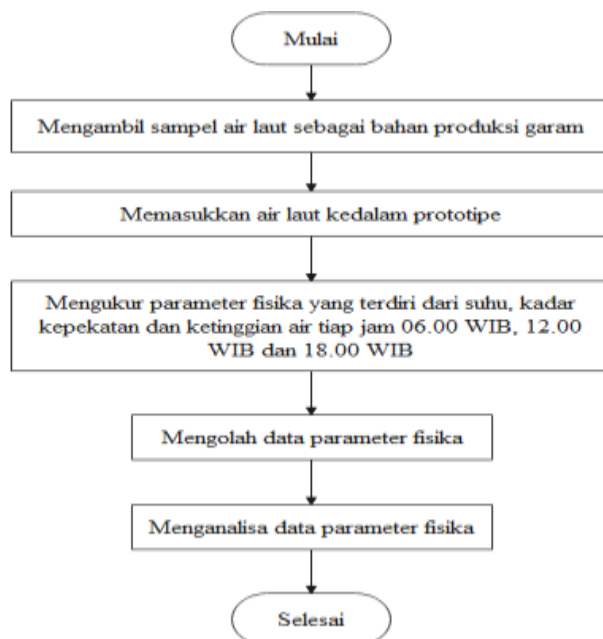 Mulai
Mengambil sampel air laut sebagai bahan produksi garam
Memasukkan air laut kedalam prototipe
Mengukur parameter fisika yang terdiri dari suhu, kadar
kepekatan dan ketinggian air tiap jam 06.00 WIB, 12.00
WIB dan 18.00 WIB
Mengolah data parameter fisika
Menganalisa data parameter fisika
Selesai